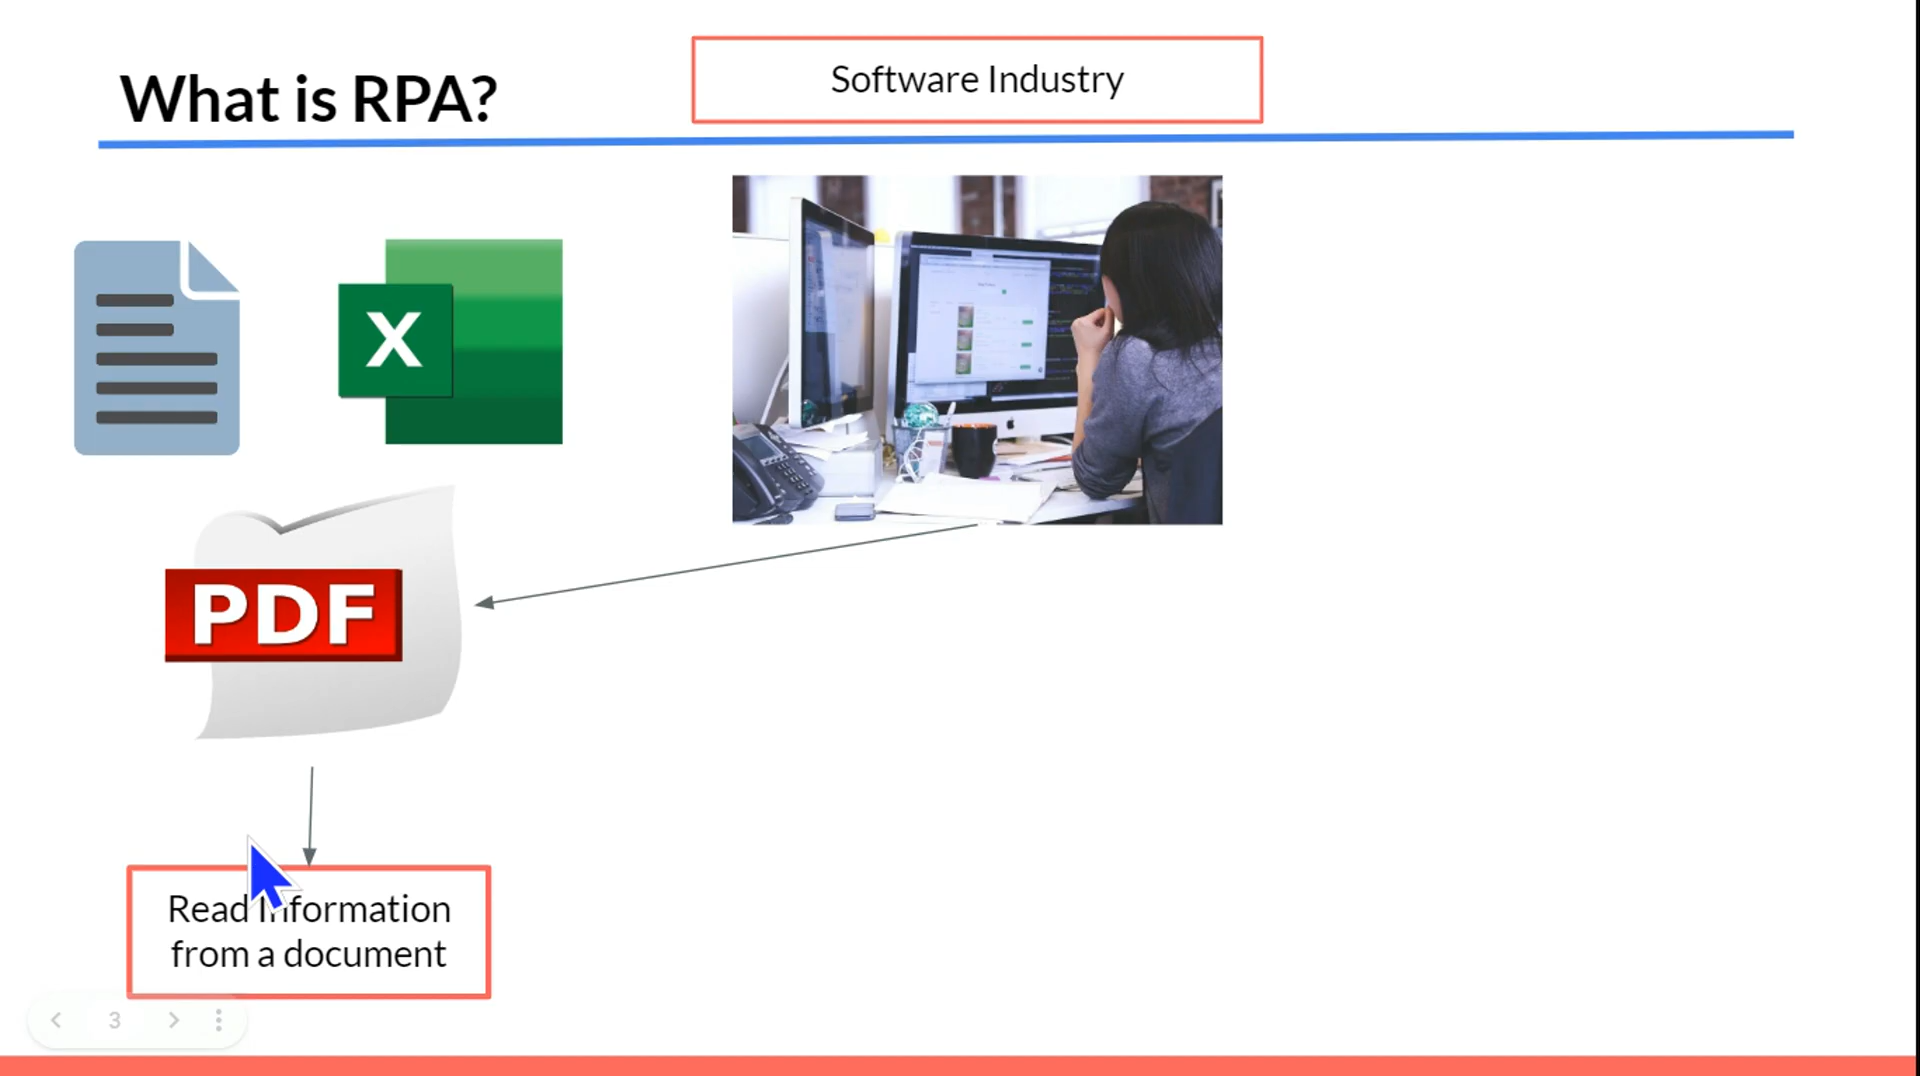 What is RPA?
Software Industry
X
PDF
Read Information
from a document
3